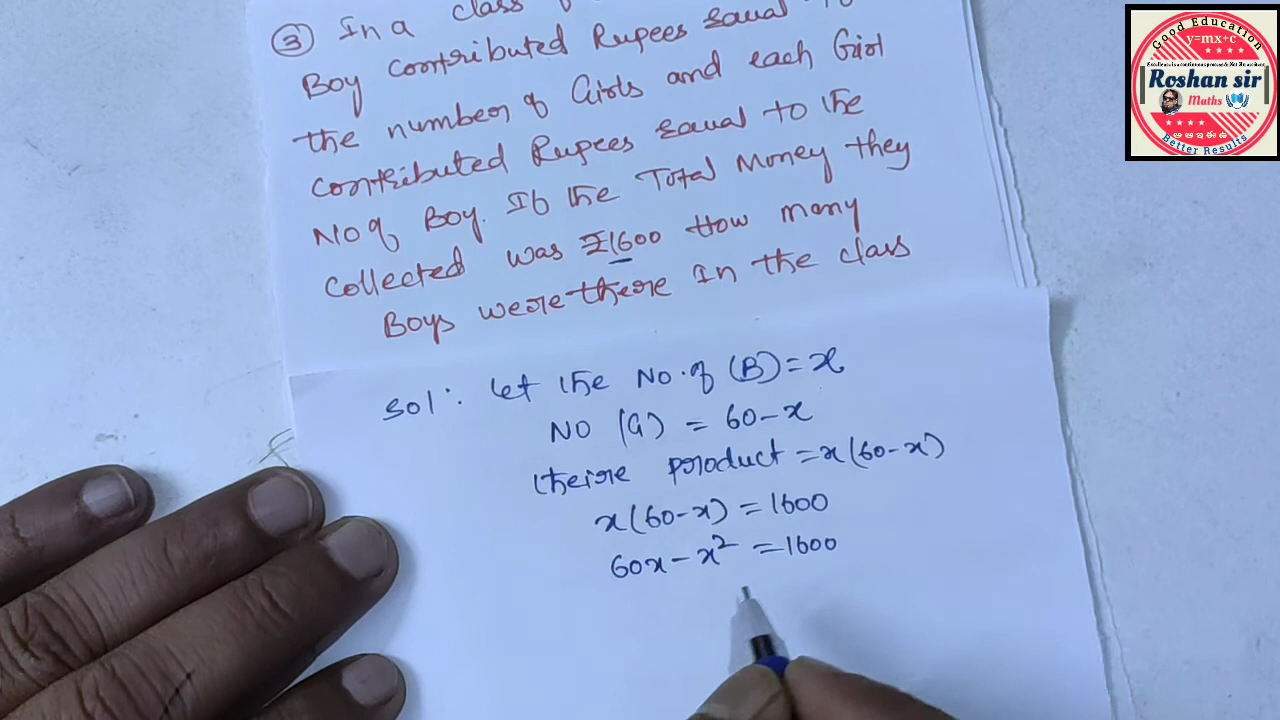 ③ In a class
Boy contributed Rupees equal to
the number of Girls and each Girl
contributed Rupees equal to the
No of Boy. If the Total Money they
collected was ₹1600 How many
Boys were there In the class
Sol: Let the No. of (B) = x
NO (G) = 60 - x
theire product = x(60-x)
x(60-x) = 1600
60x - x² = 1600
Good Education
y=mx+c
Roshan sir
Maths
Better Results